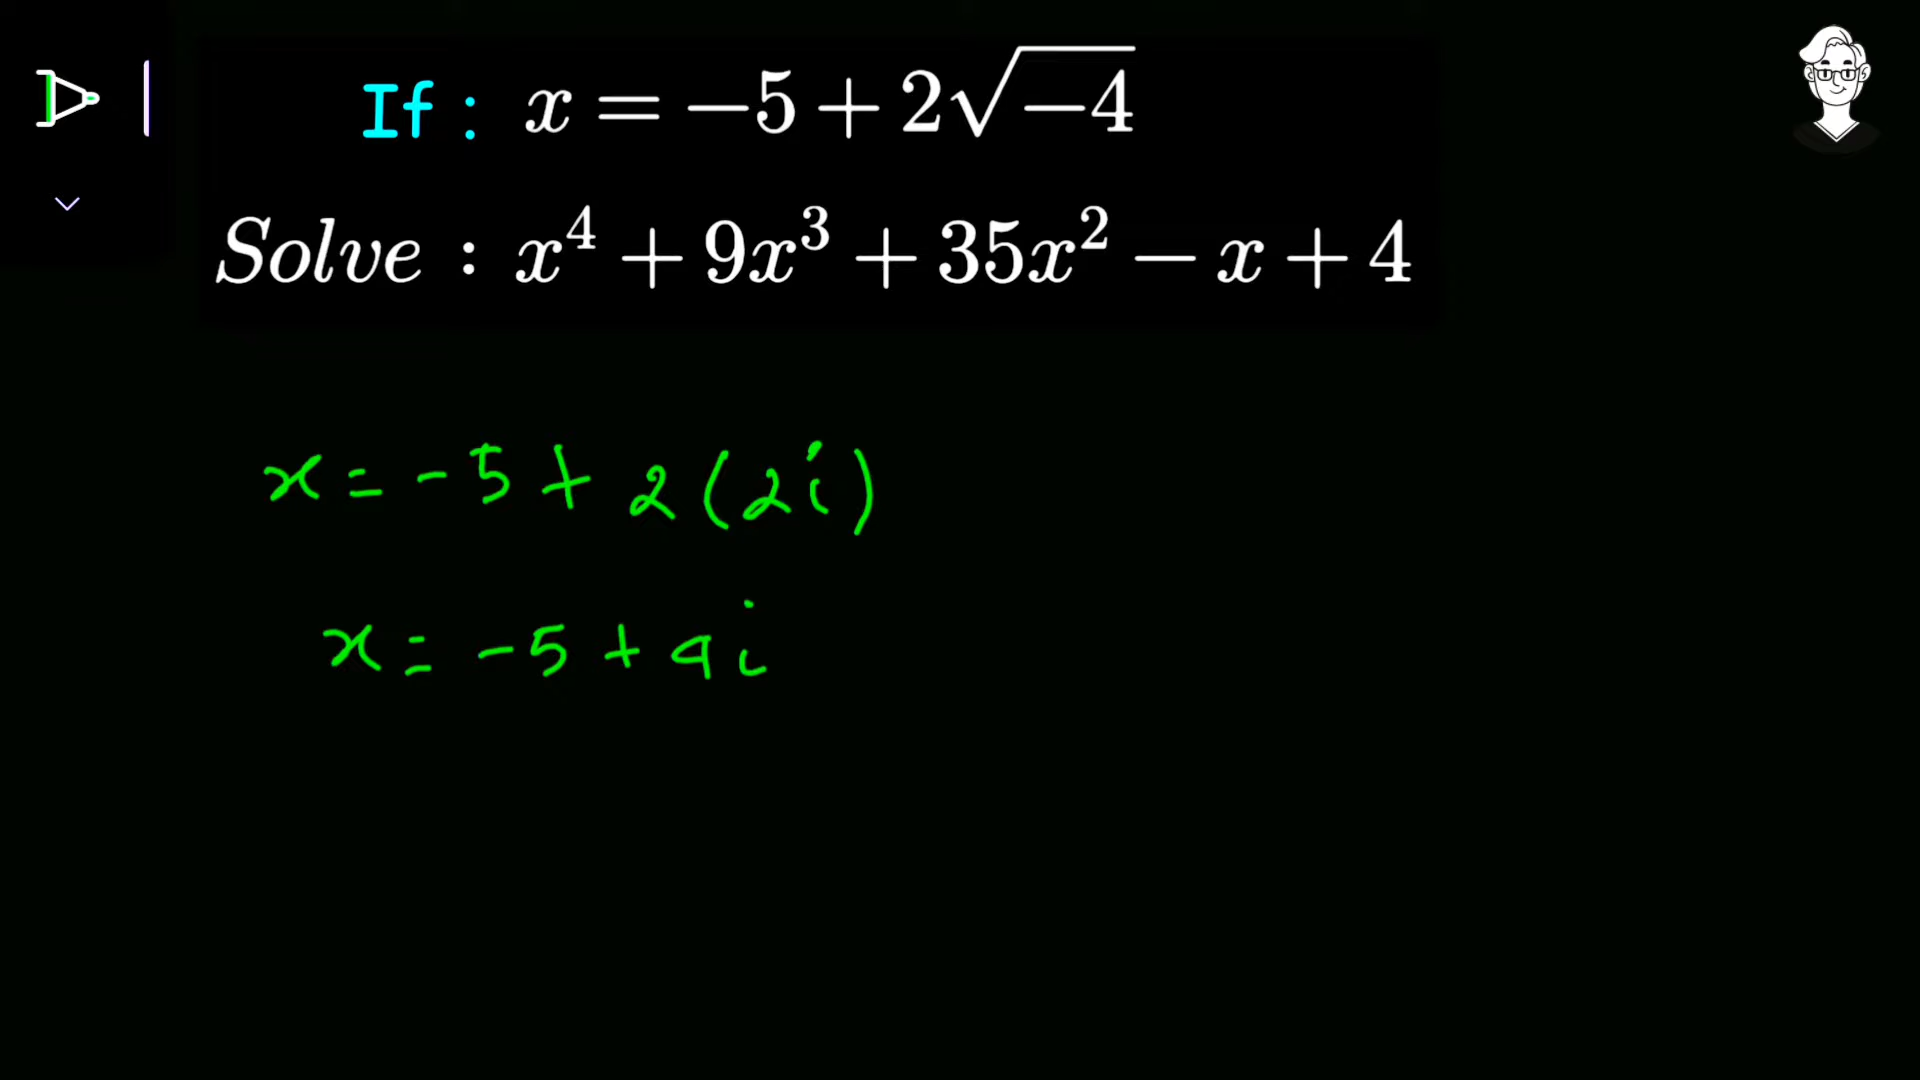 If : x = −5 + 2√−4
Solve : x⁴ + 9x³ + 35x² − x + 4
x = -5 + 2(2i)
x = -5 + 4i